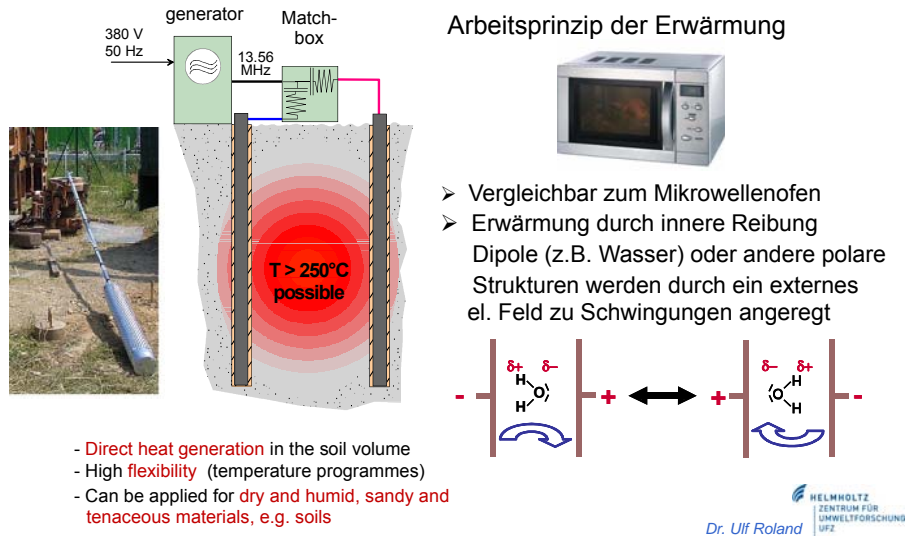 generator
Match-
box
380 V
50 Hz
13.56
MHz
T > 250°C
possible
- Direct heat generation in the soil volume
- High flexibility (temperature programmes)
- Can be applied for dry and humid, sandy and
tenaceous materials, e.g. soils
Arbeitsprinzip der Erwärmung
➢ Vergleichbar zum Mikrowellenofen
➢ Erwärmung durch innere Reibung
Dipole (z.B. Wasser) oder andere polare
Strukturen werden durch ein externes
el. Feld zu Schwingungen angeregt
δ+ δ−
H
O
H
- +
δ− δ+
H
O
H
+ -
Dr. Ulf Roland
HELMHOLTZ
ZENTRUM FÜR
UMWELTFORSCHUNG
UFZ